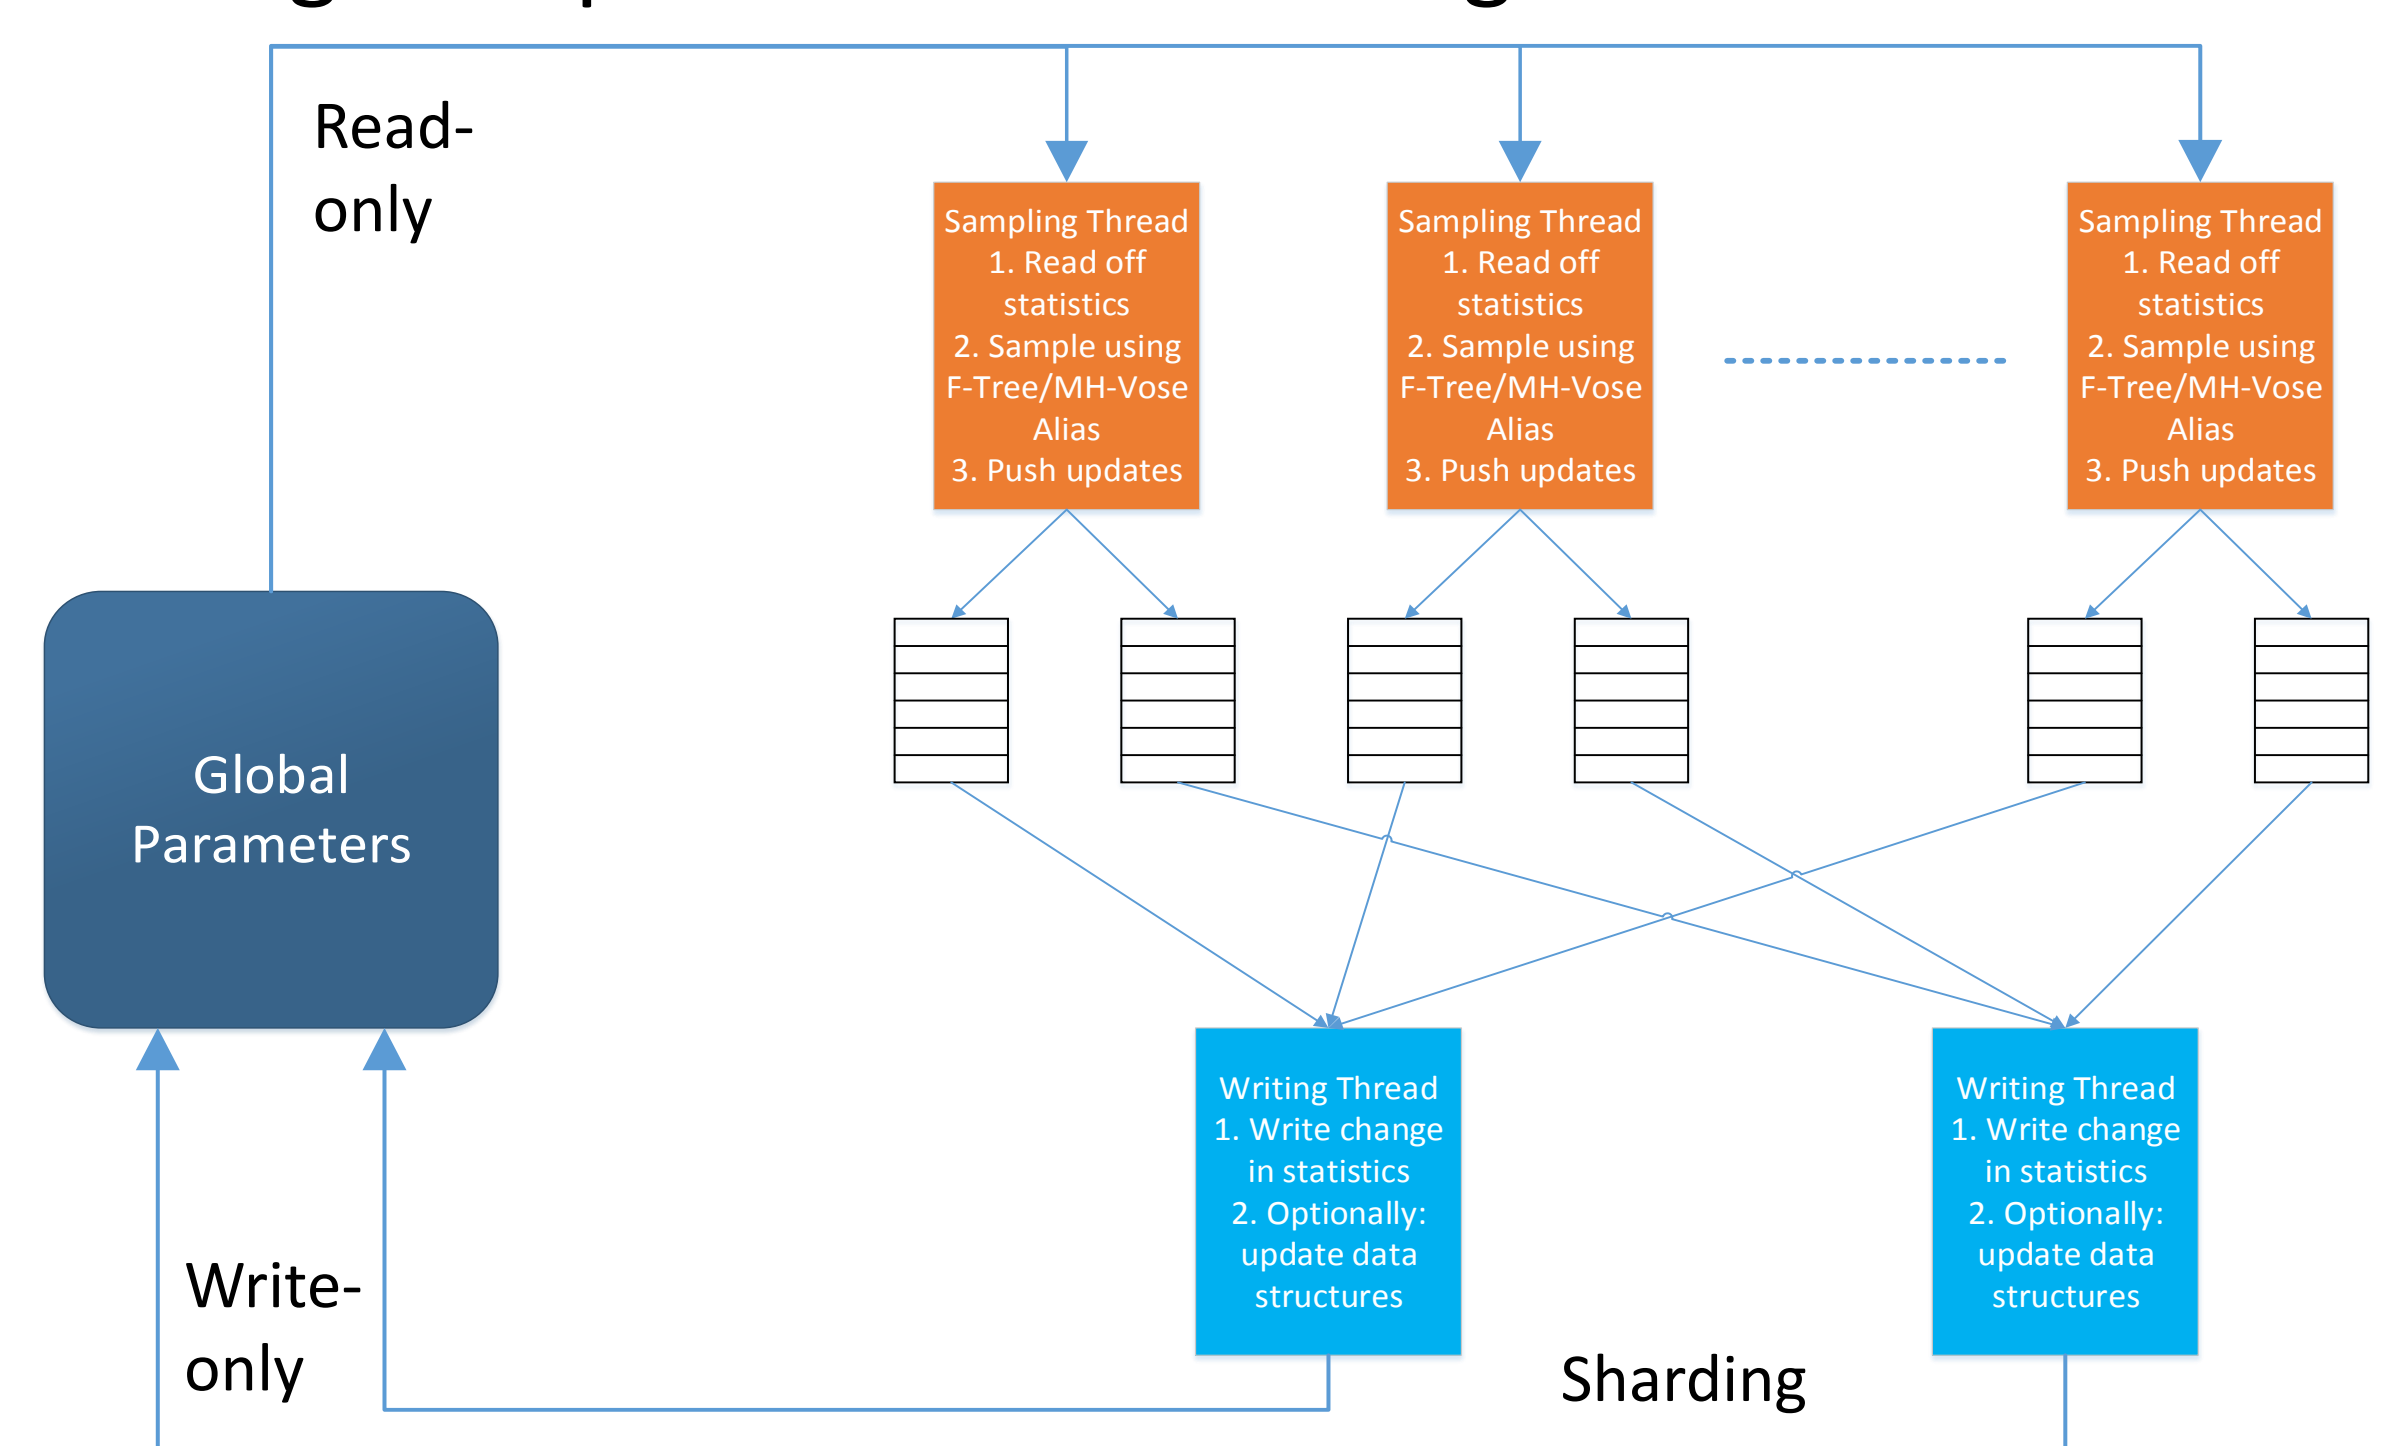 Read-
only
Sampling Thread
1. Read off
statistics
2. Sample using
F-Tree/MH-Vose
Alias
3. Push updates
Sampling Thread
1. Read off
statistics
2. Sample using
F-Tree/MH-Vose
Alias
3. Push updates
Sampling Thread
1. Read off
statistics
2. Sample using
F-Tree/MH-Vose
Alias
3. Push updates
Global
Parameters
Writing Thread
1. Write change
in statistics
2. Optionally:
update data
structures
Writing Thread
1. Write change
in statistics
2. Optionally:
update data
structures
Write-
only
Sharding